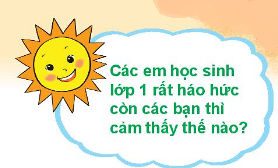 Các em học sinh
lớp 1 rất háo hức
còn các bạn thì
cảm thấy thế nào?